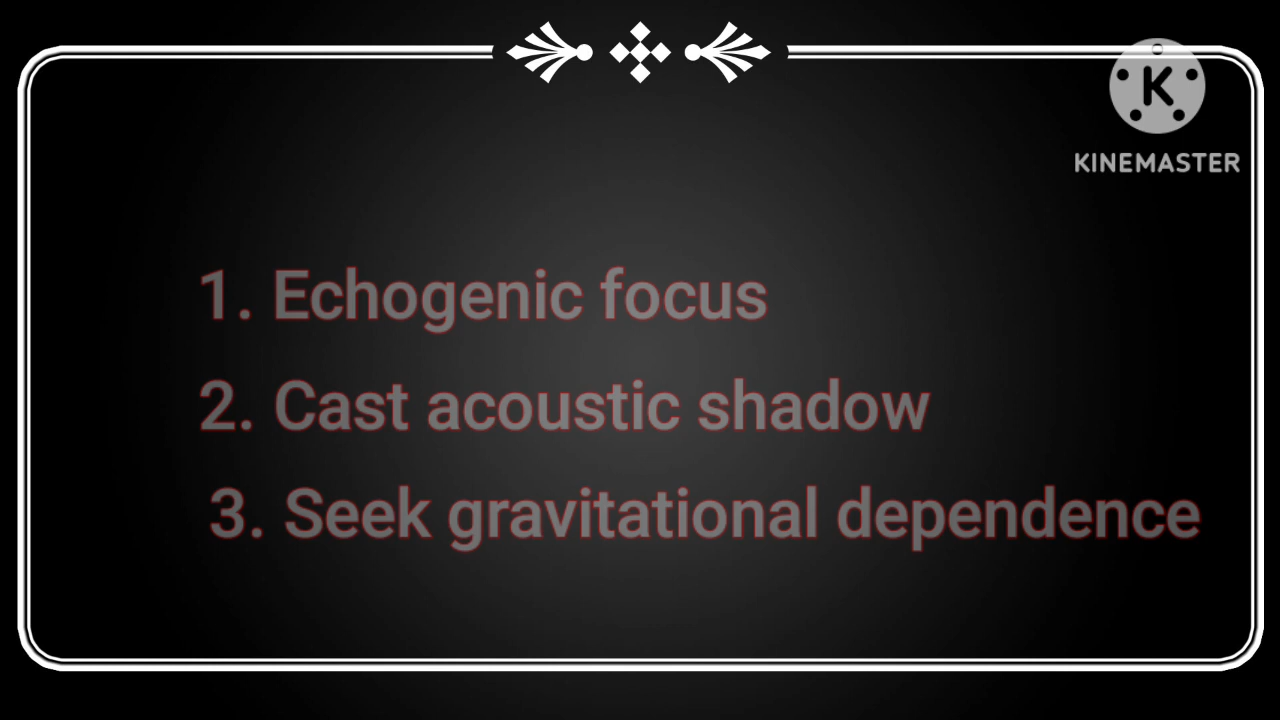 K
KINEMASTER
1. Echogenic focus
2. Cast acoustic shadow
3. Seek gravitational dependence